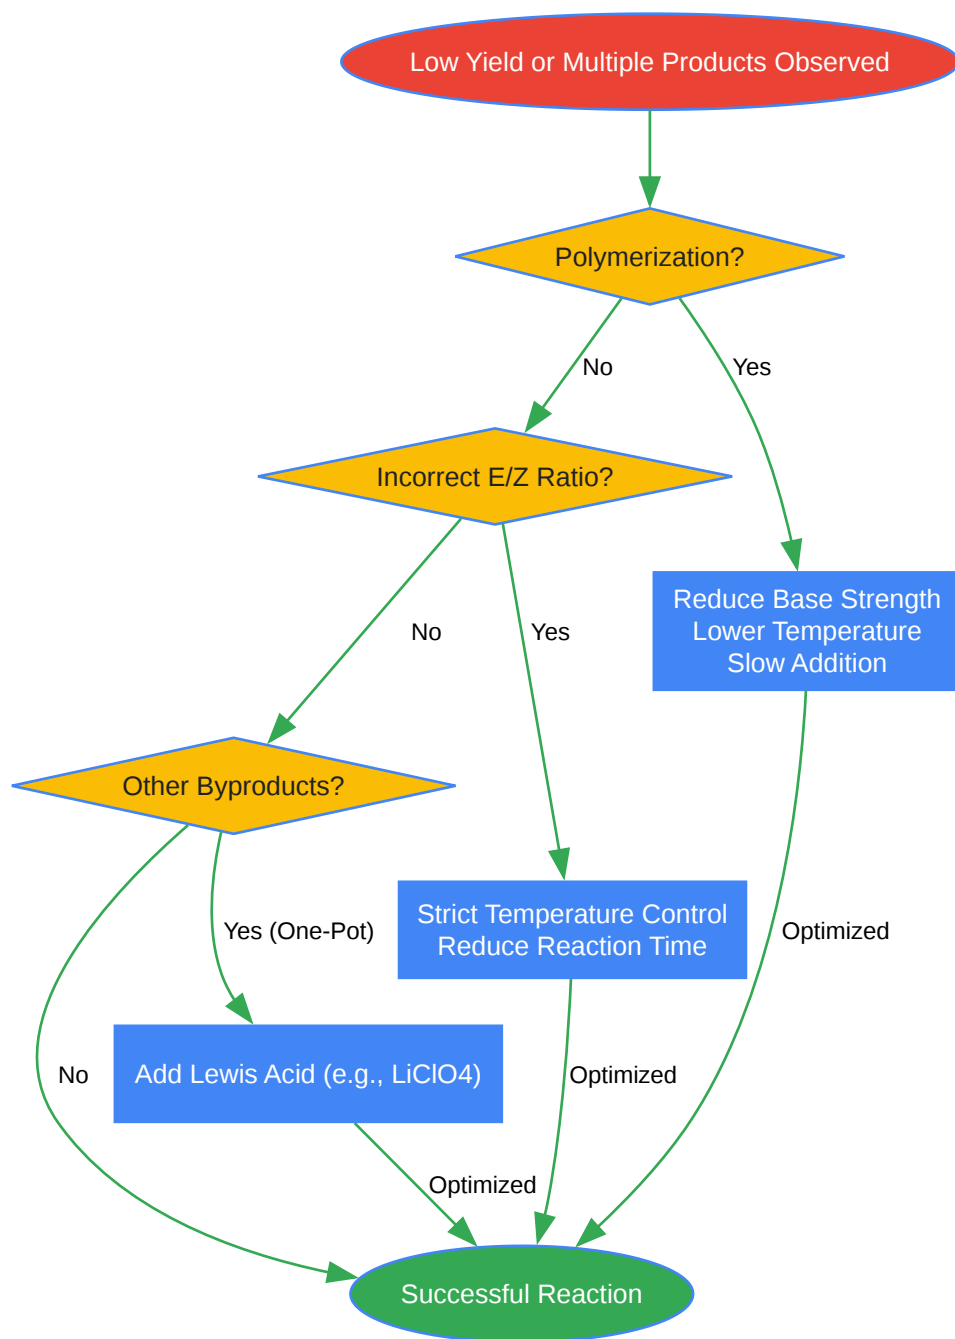 Low Yield or Multiple Products Observed
Polymerization?
No
Yes
Incorrect E/Z Ratio?
Reduce Base Strength
Lower Temperature
Slow Addition
No
Yes
Other Byproducts?
Strict Temperature Control
Reduce Reaction Time
Yes (One-Pot)
Optimized
Add Lewis Acid (e.g., LiClO4)
No
Optimized
Optimized
Successful Reaction